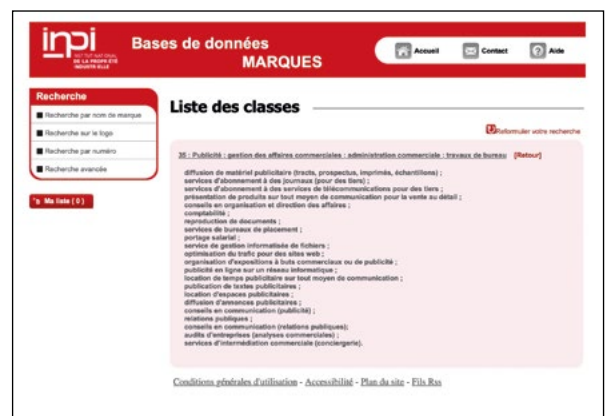 inpi
INSTITUT NATIONAL
DE LA PROPRIÉTÉ
INDUSTRIELLE
Bases de données
MARQUES
Accueil
Contact
Aide
Recherche
Recherche par nom de marque
Recherche sur le logo
Recherche par numéro
Recherche avancée
Ma liste ( 0 )
Liste des classes
Reformuler votre recherche
35 : Publicité ; gestion des affaires commerciales ; administration commerciale ; travaux de bureau [Retour]
diffusion de matériel publicitaire (tracts, prospectus, imprimés, échantillons) ;
services d'abonnement à des journaux (pour des tiers) ;
services d'abonnement à des services de télécommunications pour des tiers ;
présentation de produits sur tout moyen de communication pour la vente au détail ;
conseils en organisation et direction des affaires ;
comptabilité ;
reproduction de documents ;
services de bureaux de placement ;
portage salarial ;
service de gestion informatisée de fichiers ;
optimisation du trafic pour des sites web ;
organisation d'expositions à buts commerciaux ou de publicité ;
publicité en ligne sur un réseau informatique ;
location de temps publicitaire sur tout moyen de communication ;
publication de textes publicitaires ;
location d'espaces publicitaires ;
diffusion d'annonces publicitaires ;
conseils en communication (publicité) ;
relations publiques ;
conseils en communication (relations publiques);
audits d'entreprises (analyses commerciales) ;
services d'intermédiation commerciale (conciergerie).
Conditions générales d'utilisation - Accessibilité - Plan du site - Fils Rss